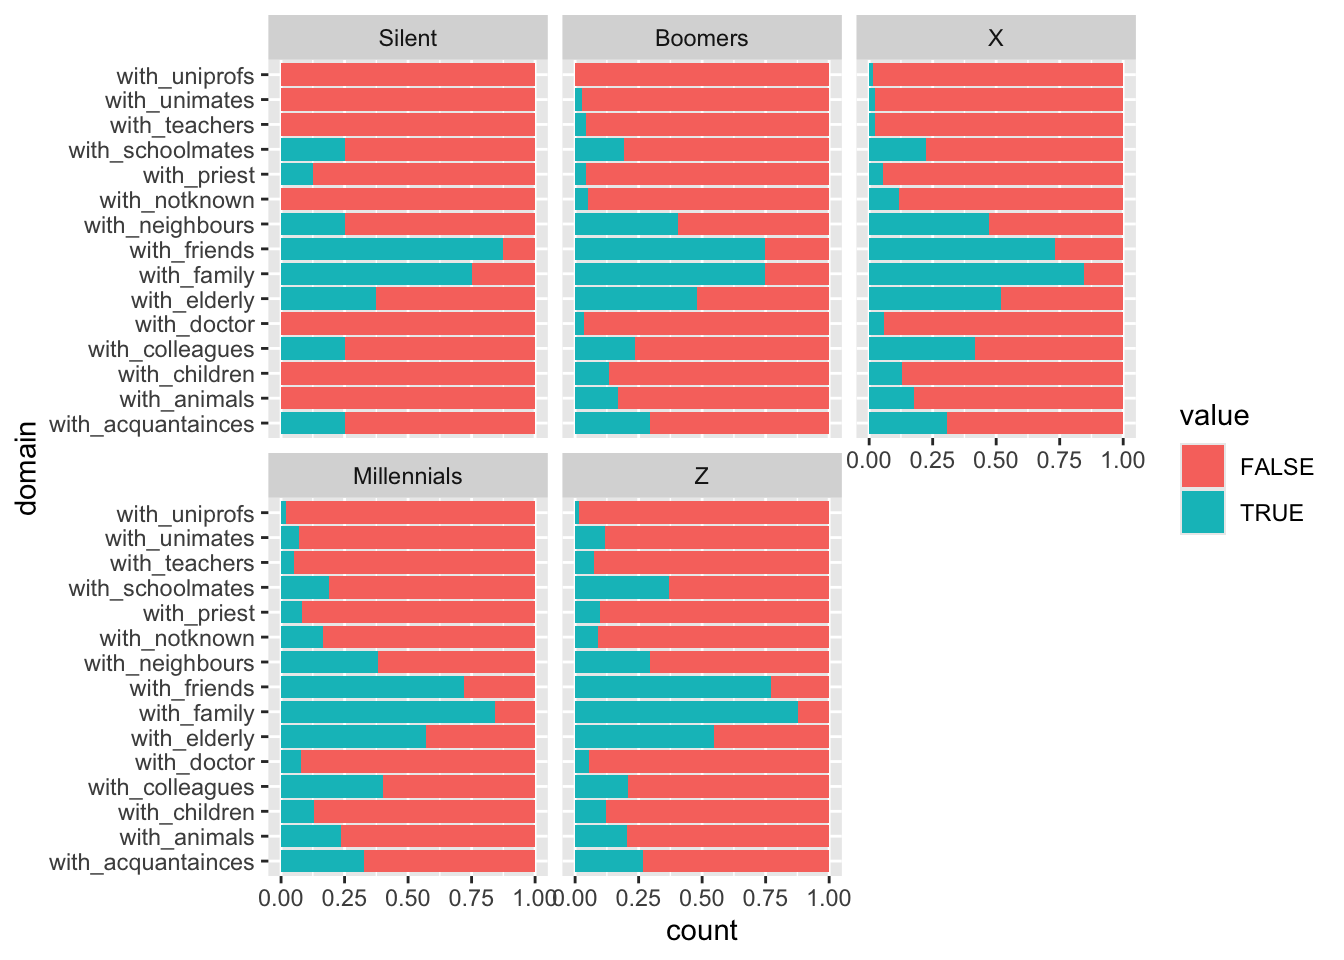 Silent
Boomers
X
with_uniprofs
with_unimates
with_teachers
with_schoolmates
with_priest
with_notknown
with_neighbours
with_friends
with_family
with_elderly
with_doctor
with_colleagues
with_children
with_animals
with_acquantainces
0.00 0.25 0.50 0.75 1.00
Millennials
Z
with_uniprofs
with_unimates
with_teachers
with_schoolmates
with_priest
with_notknown
with_neighbours
with_friends
with_family
with_elderly
with_doctor
with_colleagues
with_children
with_animals
with_acquantainces
0.00 0.25 0.50 0.75 1.00
0.00 0.25 0.50 0.75 1.00
count
domain
value
FALSE
TRUE